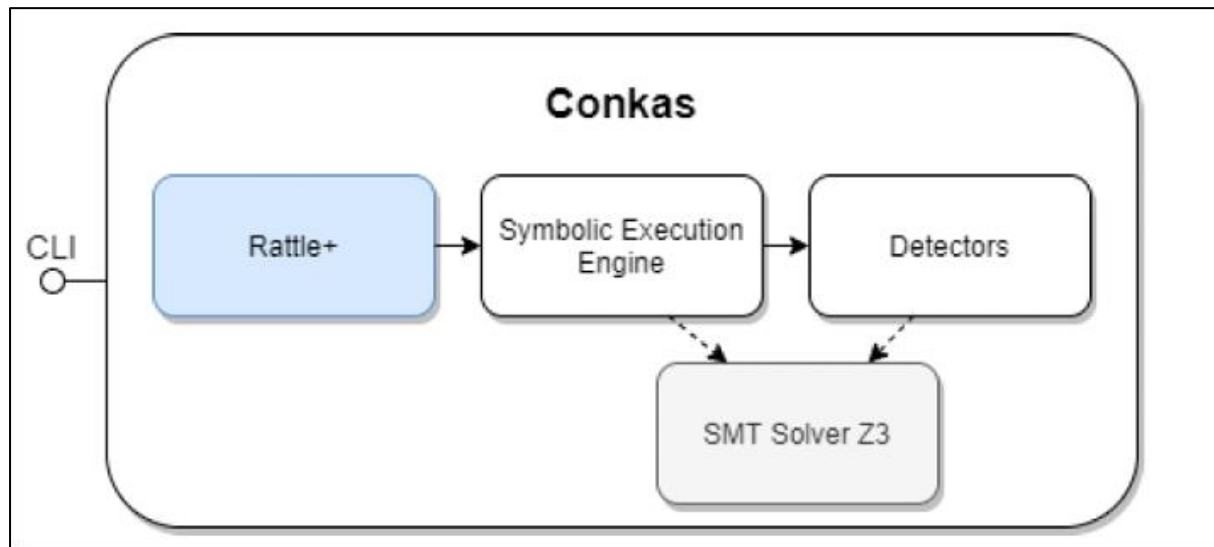 Conkas
CLI
Rattle+
Symbolic Execution
Engine
Detectors
SMT Solver Z3